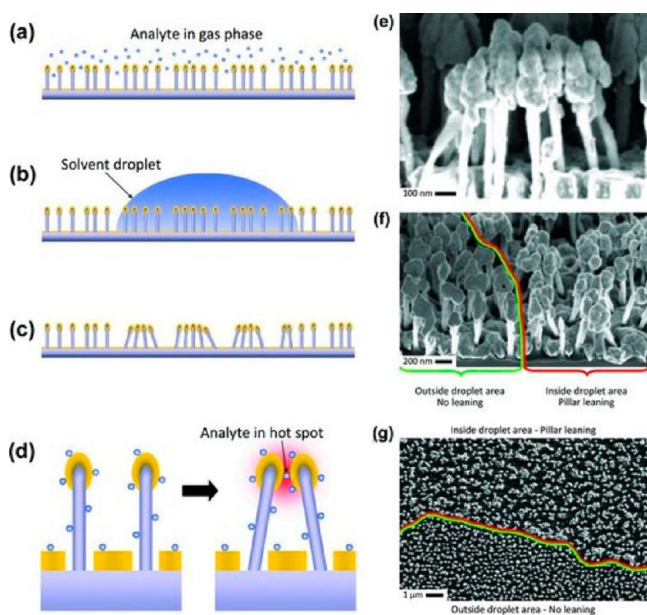 (a)
Analyte in gas phase
(b)
Solvent droplet
(c)
(d)
Analyte in hot spot
(e)
100 nm
(f)
200 nm
Outside droplet area
No leaning
Inside droplet area
Pillar leaning
(g)
Inside droplet area - Pillar leaning
1 µm
Outside droplet area - No leaning